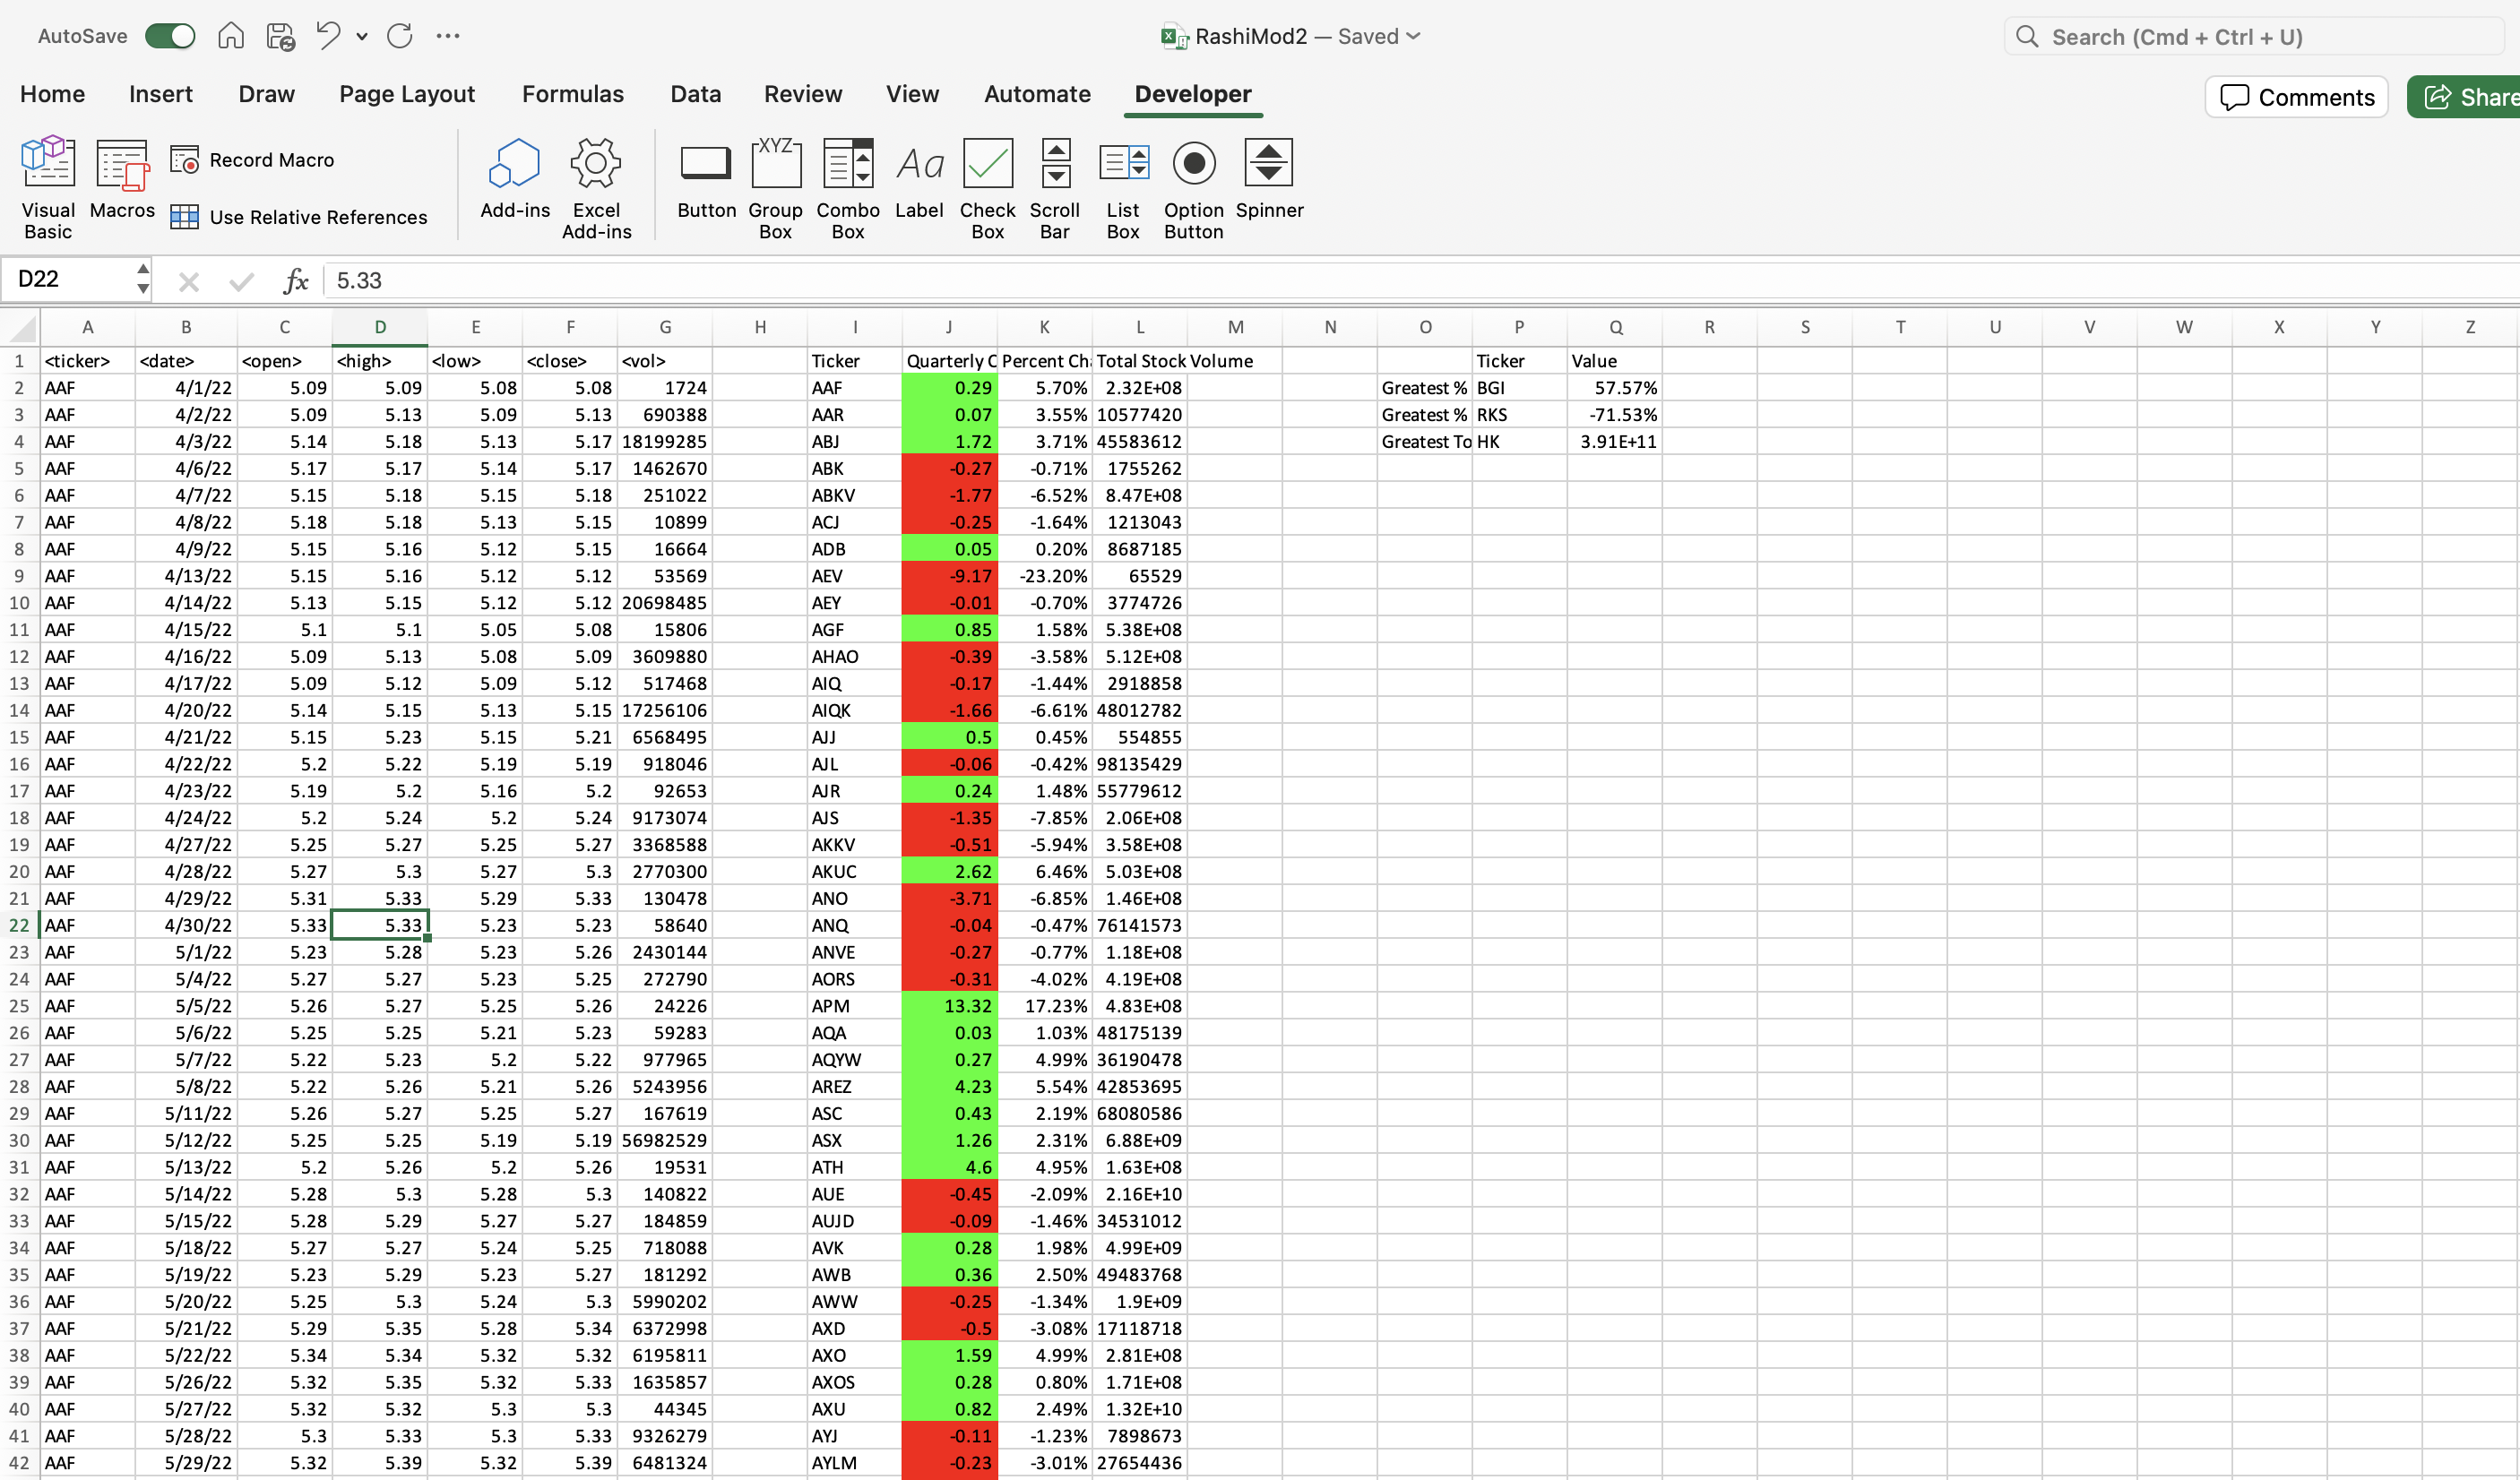 AutoSave RashiMod2 — Saved Search (Cmd + Ctrl + U)
Home Insert Draw Page Layout Formulas Data Review View Automate Developer Comments Share
Visual Basic Macros Record Macro Use Relative References Add-ins Excel Add-ins Button Group Box Combo Box Label Check Box Scroll Bar List Box Option Button Spinner
XYZ Aa
D22 fx 5.33
A B C D E F G H I J K L M N O P Q R S T U V W X Y Z
1 <ticker> <date> <open> <high> <low> <close> <vol> Ticker Quarterly C Percent Ch Total Stock Volume Ticker Value
2 AAF 4/1/22 5.09 5.09 5.08 5.08 1724 AAF 0.29 5.70% 2.32E+08 Greatest % BGI 57.57%
3 AAF 4/2/22 5.09 5.13 5.09 5.13 690388 AAR 0.07 3.55% 10577420 Greatest % RKS -71.53%
4 AAF 4/3/22 5.14 5.18 5.13 5.17 18199285 ABJ 1.72 3.71% 45583612 Greatest To HK 3.91E+11
5 AAF 4/6/22 5.17 5.17 5.14 5.17 1462670 ABK -0.27 -0.71% 1755262
6 AAF 4/7/22 5.15 5.18 5.15 5.18 251022 ABKV -1.77 -6.52% 8.47E+08
7 AAF 4/8/22 5.18 5.18 5.13 5.15 10899 ACJ -0.25 -1.64% 1213043
8 AAF 4/9/22 5.15 5.16 5.12 5.15 16664 ADB 0.05 0.20% 8687185
9 AAF 4/13/22 5.15 5.16 5.12 5.12 53569 AEV -9.17 -23.20% 65529
10 AAF 4/14/22 5.13 5.15 5.12 5.12 20698485 AEY -0.01 -0.70% 3774726
11 AAF 4/15/22 5.1 5.1 5.05 5.08 15806 AGF 0.85 1.58% 5.38E+08
12 AAF 4/16/22 5.09 5.13 5.08 5.09 3609880 AHAO -0.39 -3.58% 5.12E+08
13 AAF 4/17/22 5.09 5.12 5.09 5.12 517468 AIQ -0.17 -1.44% 2918858
14 AAF 4/20/22 5.14 5.15 5.13 5.15 17256106 AIQK -1.66 -6.61% 48012782
15 AAF 4/21/22 5.15 5.23 5.15 5.21 6568495 AJJ 0.5 0.45% 554855
16 AAF 4/22/22 5.2 5.22 5.19 5.19 918046 AJL -0.06 -0.42% 98135429
17 AAF 4/23/22 5.19 5.2 5.16 5.2 92653 AJR 0.24 1.48% 55779612
18 AAF 4/24/22 5.2 5.24 5.2 5.24 9173074 AJS -1.35 -7.85% 2.06E+08
19 AAF 4/27/22 5.25 5.27 5.25 5.27 3368588 AKKV -0.51 -5.94% 3.58E+08
20 AAF 4/28/22 5.27 5.3 5.27 5.3 2770300 AKUC 2.62 6.46% 5.03E+08
21 AAF 4/29/22 5.31 5.33 5.29 5.33 130478 ANO -3.71 -6.85% 1.46E+08
22 AAF 4/30/22 5.33 5.33 5.23 5.23 58640 ANQ -0.04 -0.47% 76141573
23 AAF 5/1/22 5.23 5.28 5.23 5.26 2430144 ANVE -0.27 -0.77% 1.18E+08
24 AAF 5/4/22 5.27 5.27 5.23 5.25 272790 AORS -0.31 -4.02% 4.19E+08
25 AAF 5/5/22 5.26 5.27 5.25 5.26 24226 APM 13.32 17.23% 4.83E+08
26 AAF 5/6/22 5.25 5.25 5.21 5.23 59283 AQA 0.03 1.03% 48175139
27 AAF 5/7/22 5.22 5.23 5.2 5.22 977965 AQYW 0.27 4.99% 36190478
28 AAF 5/8/22 5.22 5.26 5.21 5.26 5243956 AREZ 4.23 5.54% 42853695
29 AAF 5/11/22 5.26 5.27 5.25 5.27 167619 ASC 0.43 2.19% 68080586
30 AAF 5/12/22 5.25 5.25 5.19 5.19 56982529 ASX 1.26 2.31% 6.88E+09
31 AAF 5/13/22 5.2 5.26 5.2 5.26 19531 ATH 4.6 4.95% 1.63E+08
32 AAF 5/14/22 5.28 5.3 5.28 5.3 140822 AUE -0.45 -2.09% 2.16E+10
33 AAF 5/15/22 5.28 5.29 5.27 5.27 184859 AUJD -0.09 -1.46% 34531012
34 AAF 5/18/22 5.27 5.27 5.24 5.25 718088 AVK 0.28 1.98% 4.99E+09
35 AAF 5/19/22 5.23 5.29 5.23 5.27 181292 AWB 0.36 2.50% 49483768
36 AAF 5/20/22 5.25 5.3 5.24 5.3 5990202 AWW -0.25 -1.34% 1.9E+09
37 AAF 5/21/22 5.29 5.35 5.28 5.34 6372998 AXD -0.5 -3.08% 17118718
38 AAF 5/22/22 5.34 5.34 5.32 5.32 6195811 AXO 1.59 4.99% 2.81E+08
39 AAF 5/26/22 5.32 5.35 5.32 5.33 1635857 AXOS 0.28 0.80% 1.71E+08
40 AAF 5/27/22 5.32 5.32 5.3 5.3 44345 AXU 0.82 2.49% 1.32E+10
41 AAF 5/28/22 5.3 5.33 5.3 5.33 9326279 AYJ -0.11 -1.23% 7898673
42 AAF 5/29/22 5.32 5.39 5.32 5.39 6481324 AYLM -0.23 -3.01% 27654436